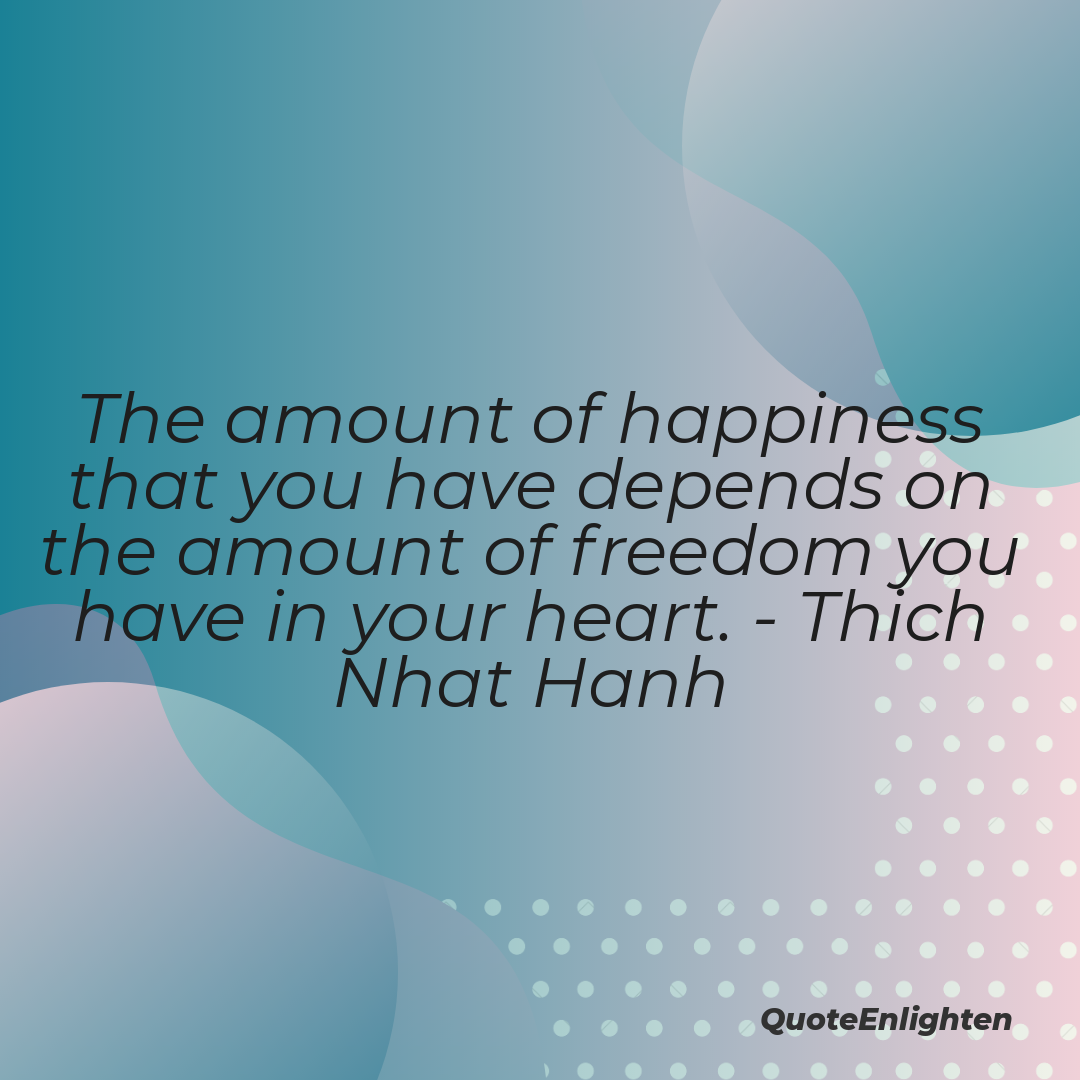 The amount of happiness
that you have depends on
the amount of freedom you
have in your heart. - Thich
Nhat Hanh
QuoteEnlighten